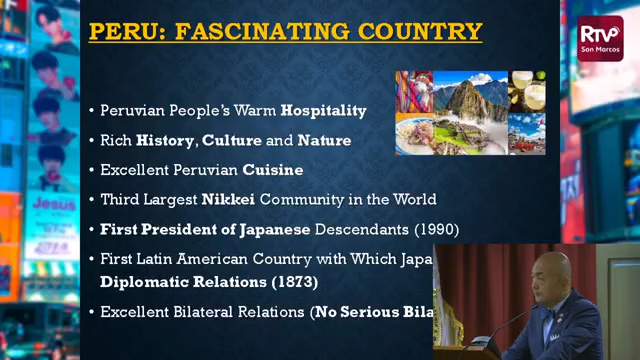 PERU: FASCINATING COUNTRY
RTVP
San Marcos
• Peruvian People's Warm Hospitality
• Rich History, Culture and Nature
• Excellent Peruvian Cuisine
• Third Largest Nikkei Community in the World
• First President of Japanese Descendants (1990)
• First Latin American Country with Which Japa
Diplomatic Relations (1873)
• Excellent Bilateral Relations (No Serious Bila
Jesus